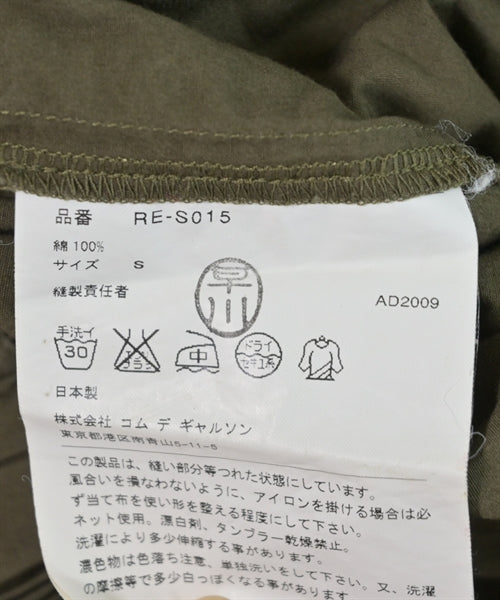 品番 RE-S015
綿 100%
サイズ S
縫製責任者
AD2009
手洗イ
30
中
ドライ
セキユ系
日本製
株式会社 コム デ ギャルソン
東京都港区南青山5-11-5
この製品は、縫い部分等つれた状態にしています。
風合いを損なわないように、アイロンを掛ける場合は必
ず当て布を使い形を整える程度にして下さい。
ネット使用。漂白剤、タンブラー乾燥禁止。
洗濯により多少伸縮する事があります。
濃色物は色落ち注意、単独洗いをして下さい。又、洗濯
の摩擦等で多少白っぽくなる事があります。